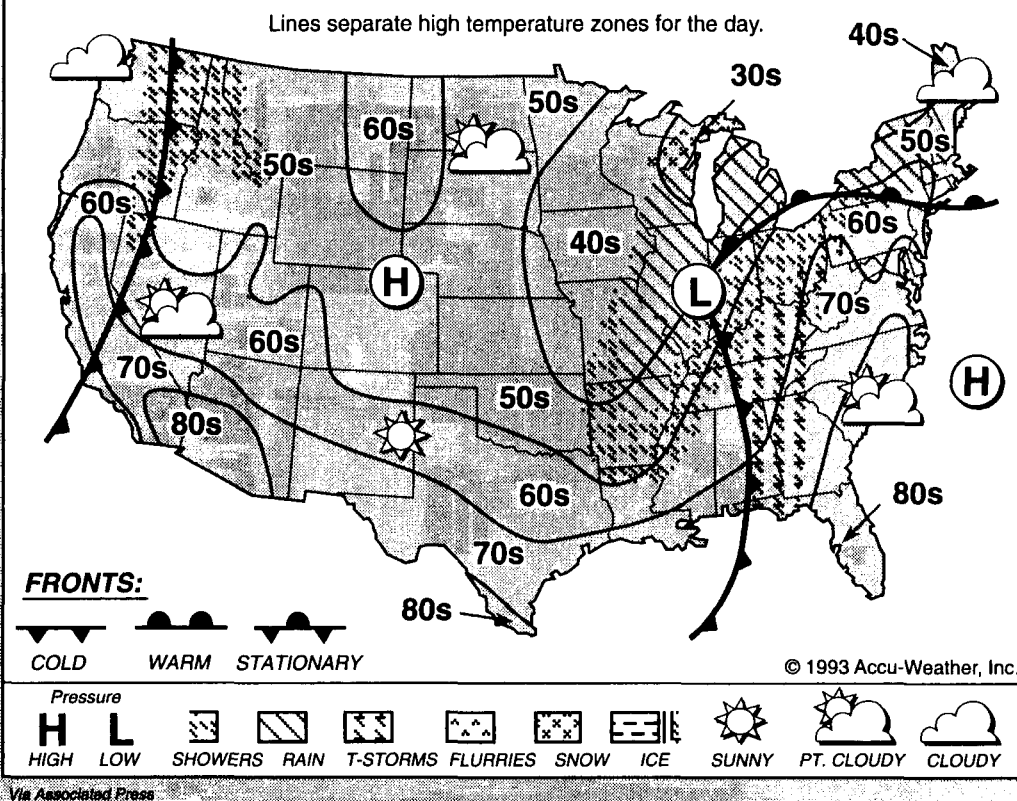 Lines separate high temperature zones for the day.
40s
30s
50s
60s
50s
50s
60s
60s
40s
H
L
70s
60s
70s
H
50s
80s
60s
80s
70s
80s
FRONTS:
COLD WARM STATIONARY
© 1993 Accu-Weather, Inc.
Pressure
H L
HIGH LOW SHOWERS RAIN T-STORMS FLURRIES SNOW ICE SUNNY PT. CLOUDY CLOUDY
Via Associated Press